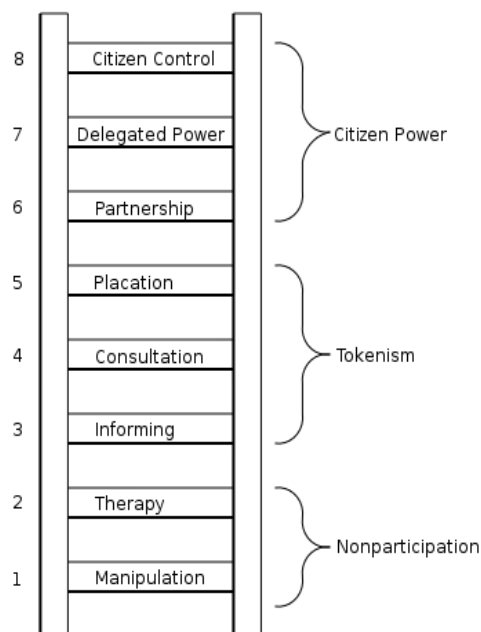 8 Citizen Control
7 Delegated Power
Citizen Power
6 Partnership
5 Placation
4 Consultation
Tokenism
3 Informing
2 Therapy
Nonparticipation
1 Manipulation